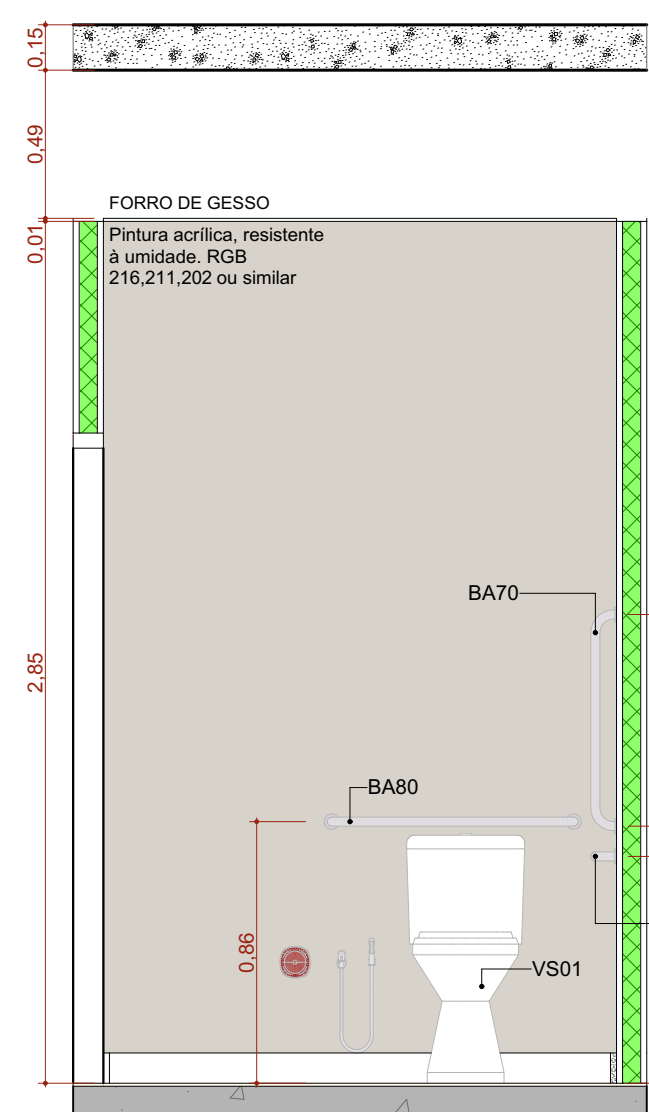 0,15
0,49
FORRO DE GESSO
0,01
Pintura acrílica, resistente
à umidade. RGB
216,211,202 ou similar
BA70
2,85
BA80
0,86
VS01